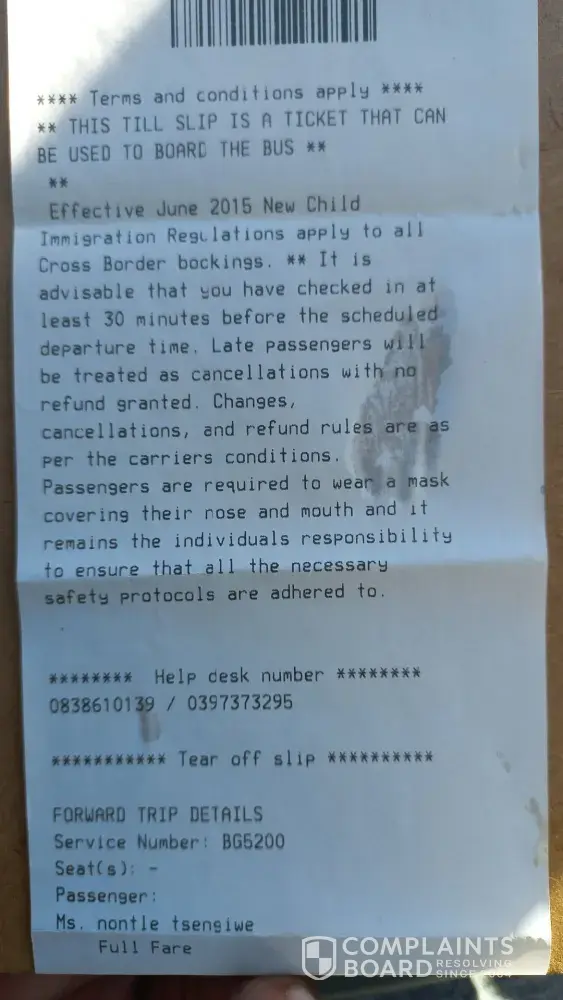 **** Terms and conditions apply ****
** THIS TILL SLIP IS A TICKET THAT CAN
BE USED TO BOARD THE BUS **
**
Effective June 2015 New Child
Immigration Regulations apply to all
Cross Border bookings. ** It is
advisable that you have checked in at
least 30 minutes before the scheduled
departure time. Late passengers will
be treated as cancellations with no
refund granted. Changes,
cancellations, and refund rules are as
per the carriers conditions.
Passengers are required to wear a mask
covering their nose and mouth and it
remains the individuals responsibility
to ensure that all the necessary
safety protocols are adhered to.
******** Help desk number ********
0838610139 / 0397373295
*********** Tear off slip **********
FORWARD TRIP DETAILS
Service Number: BG5200
Seat(s): -
Passenger:
Ms. nontle tsengiwe
Full Fare
COMPLAINTS
BOARD RESOLVING
SINCE 2004